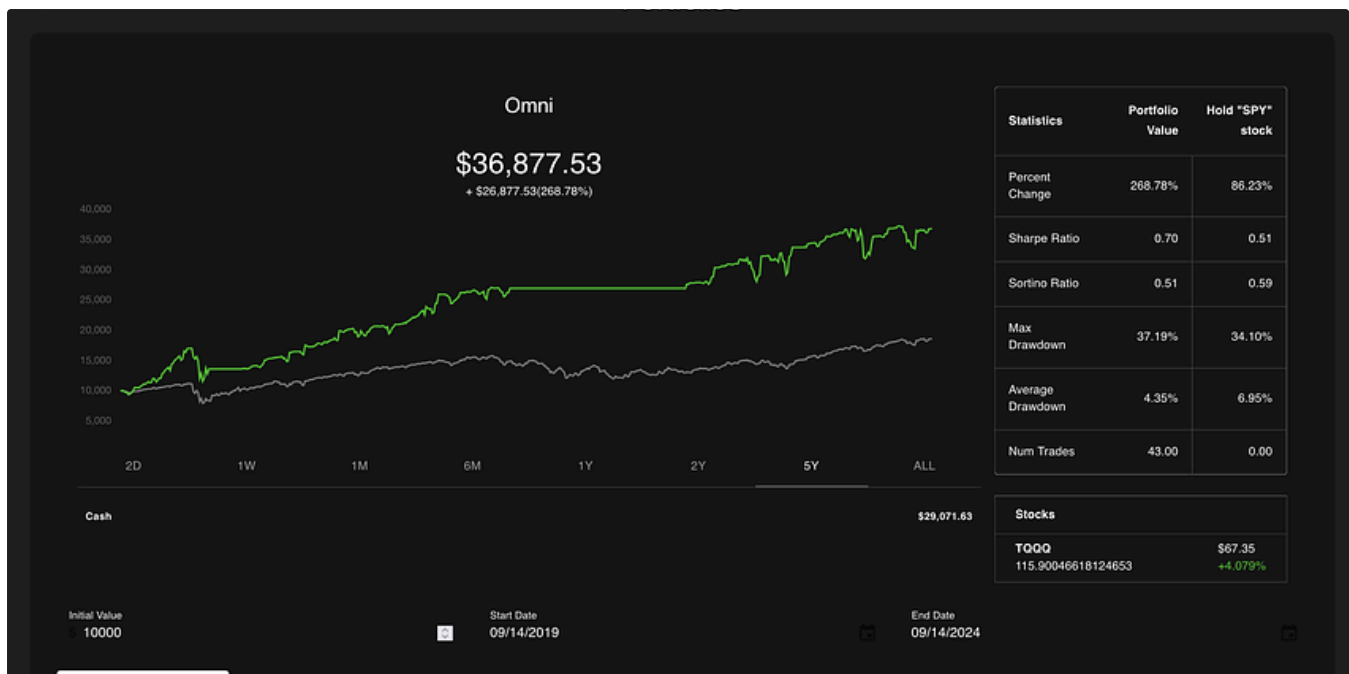 Omni
$36,877.53
+ $26,877.53(268.78%)
40,000
35,000
30,000
25,000
20,000
15,000
10,000
5,000
2D 1W 1M 6M 1Y 2Y 5Y ALL
Cash $29,071.63
Statistics Portfolio Value Hold "SPY" stock
Percent Change 268.78% 86.23%
Sharpe Ratio 0.70 0.51
Sortino Ratio 0.51 0.59
Max Drawdown 37.19% 34.10%
Average Drawdown 4.35% 6.95%
Num Trades 43.00 0.00
Stocks
TQQQ $67.35
115.90046618124653 +4.079%
Initial Value
$ 10000
Start Date
09/14/2019
End Date
09/14/2024